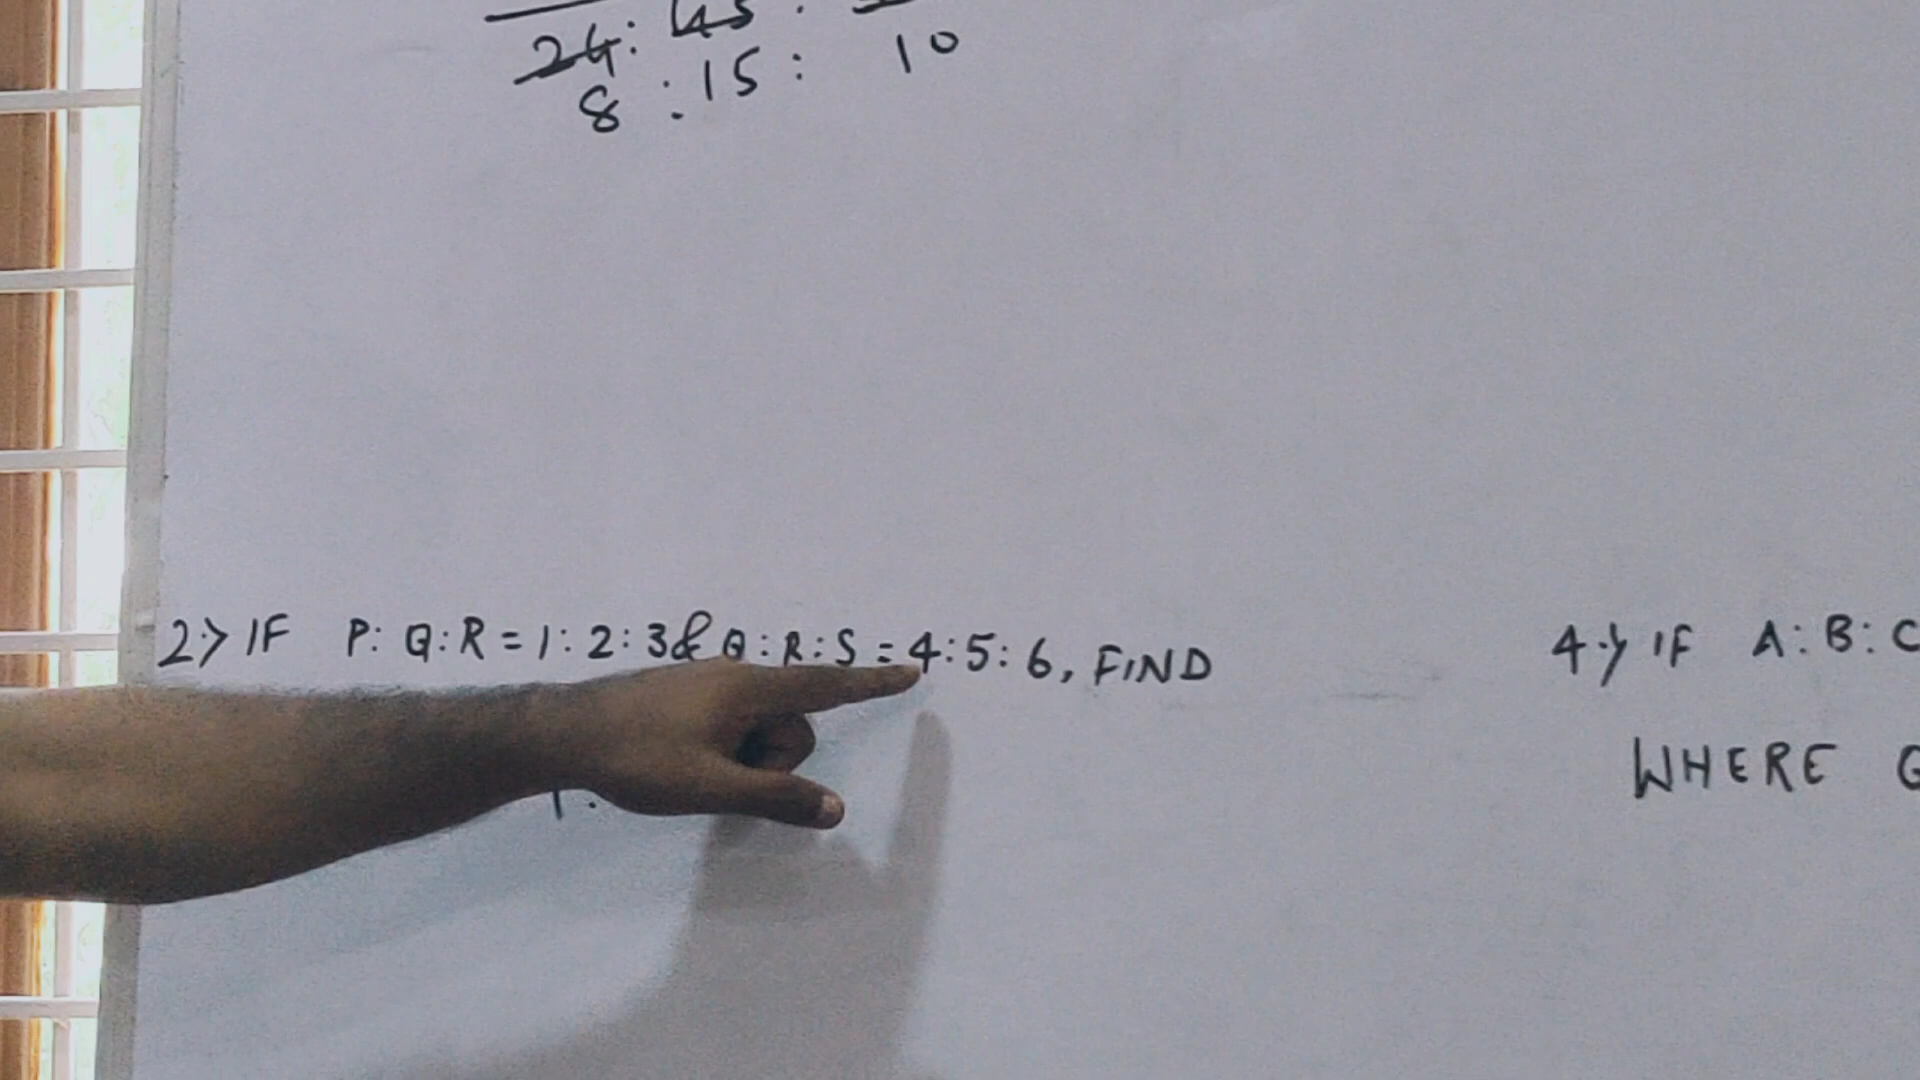 24: 45 :
8 : 15 : 10
2.) IF P: Q:R = 1: 2: 3 & Q:R:S = 4:5: 6, FIND
4.) IF A:B:C
WHERE